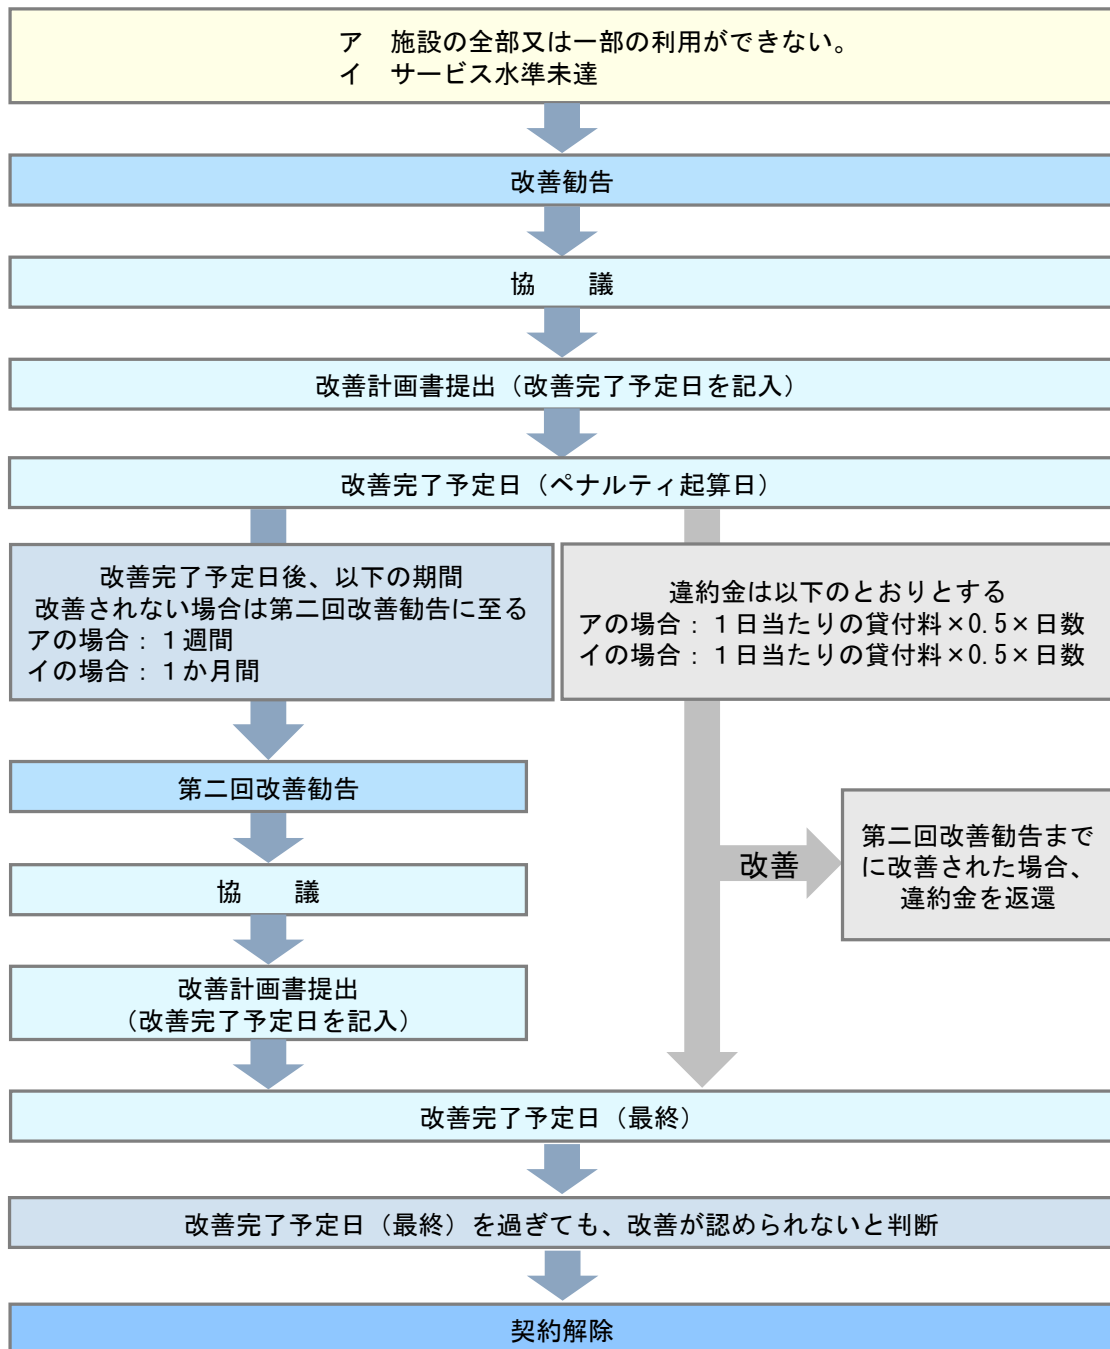 ア　施設の全部又は一部の利用ができない。
イ　サービス水準未達
改善勧告
協　　議
改善計画書提出（改善完了予定日を記入）
改善完了予定日（ペナルティ起算日）
改善完了予定日後、以下の期間
改善されない場合は第二回改善勧告に至る
アの場合：１週間
イの場合：１か月間
違約金は以下のとおりとする
アの場合：１日当たりの貸付料×0.5×日数
イの場合：１日当たりの貸付料×0.5×日数
第二回改善勧告
協　　議
改善計画書提出
（改善完了予定日を記入）
改善
第二回改善勧告まで
に改善された場合、
違約金を返還
改善完了予定日（最終）
改善完了予定日（最終）を過ぎても、改善が認められないと判断
契約解除